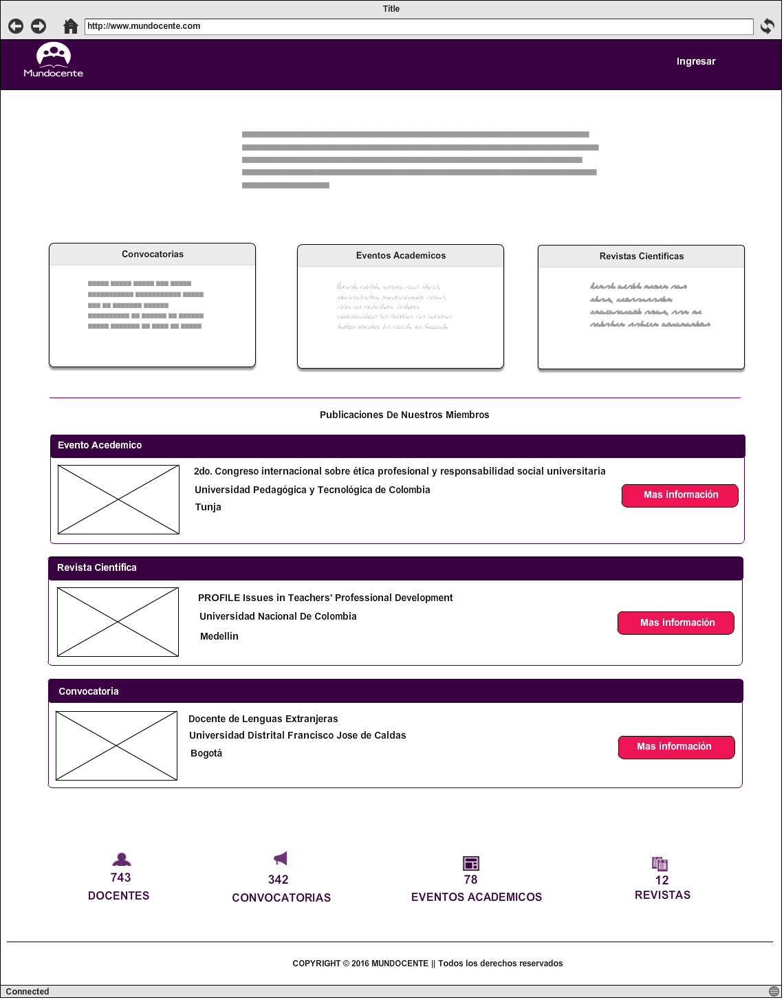 Title
http://www.mundocente.com
Mundocente
Ingresar
Convocatorias
Eventos Academicos
Revistas Cientificas
Publicaciones De Nuestros Miembros
Evento Acedemico
2do. Congreso internacional sobre ética profesional y responsabilidad social universitaria
Universidad Pedagógica y Tecnológica de Colombia
Mas información
Tunja
Revista Cientifica
PROFILE Issues in Teachers' Professional Development
Universidad Nacional De Colombia
Mas información
Medellín
Convocatoria
Docente de Lenguas Extranjeras
Universidad Distrital Francisco Jose de Caldas
Mas información
Bogotá
743
DOCENTES
342
CONVOCATORIAS
78
EVENTOS ACADEMICOS
12
REVISTAS
COPYRIGHT © 2016 MUNDOCENTE || Todos los derechos reservados
Connected